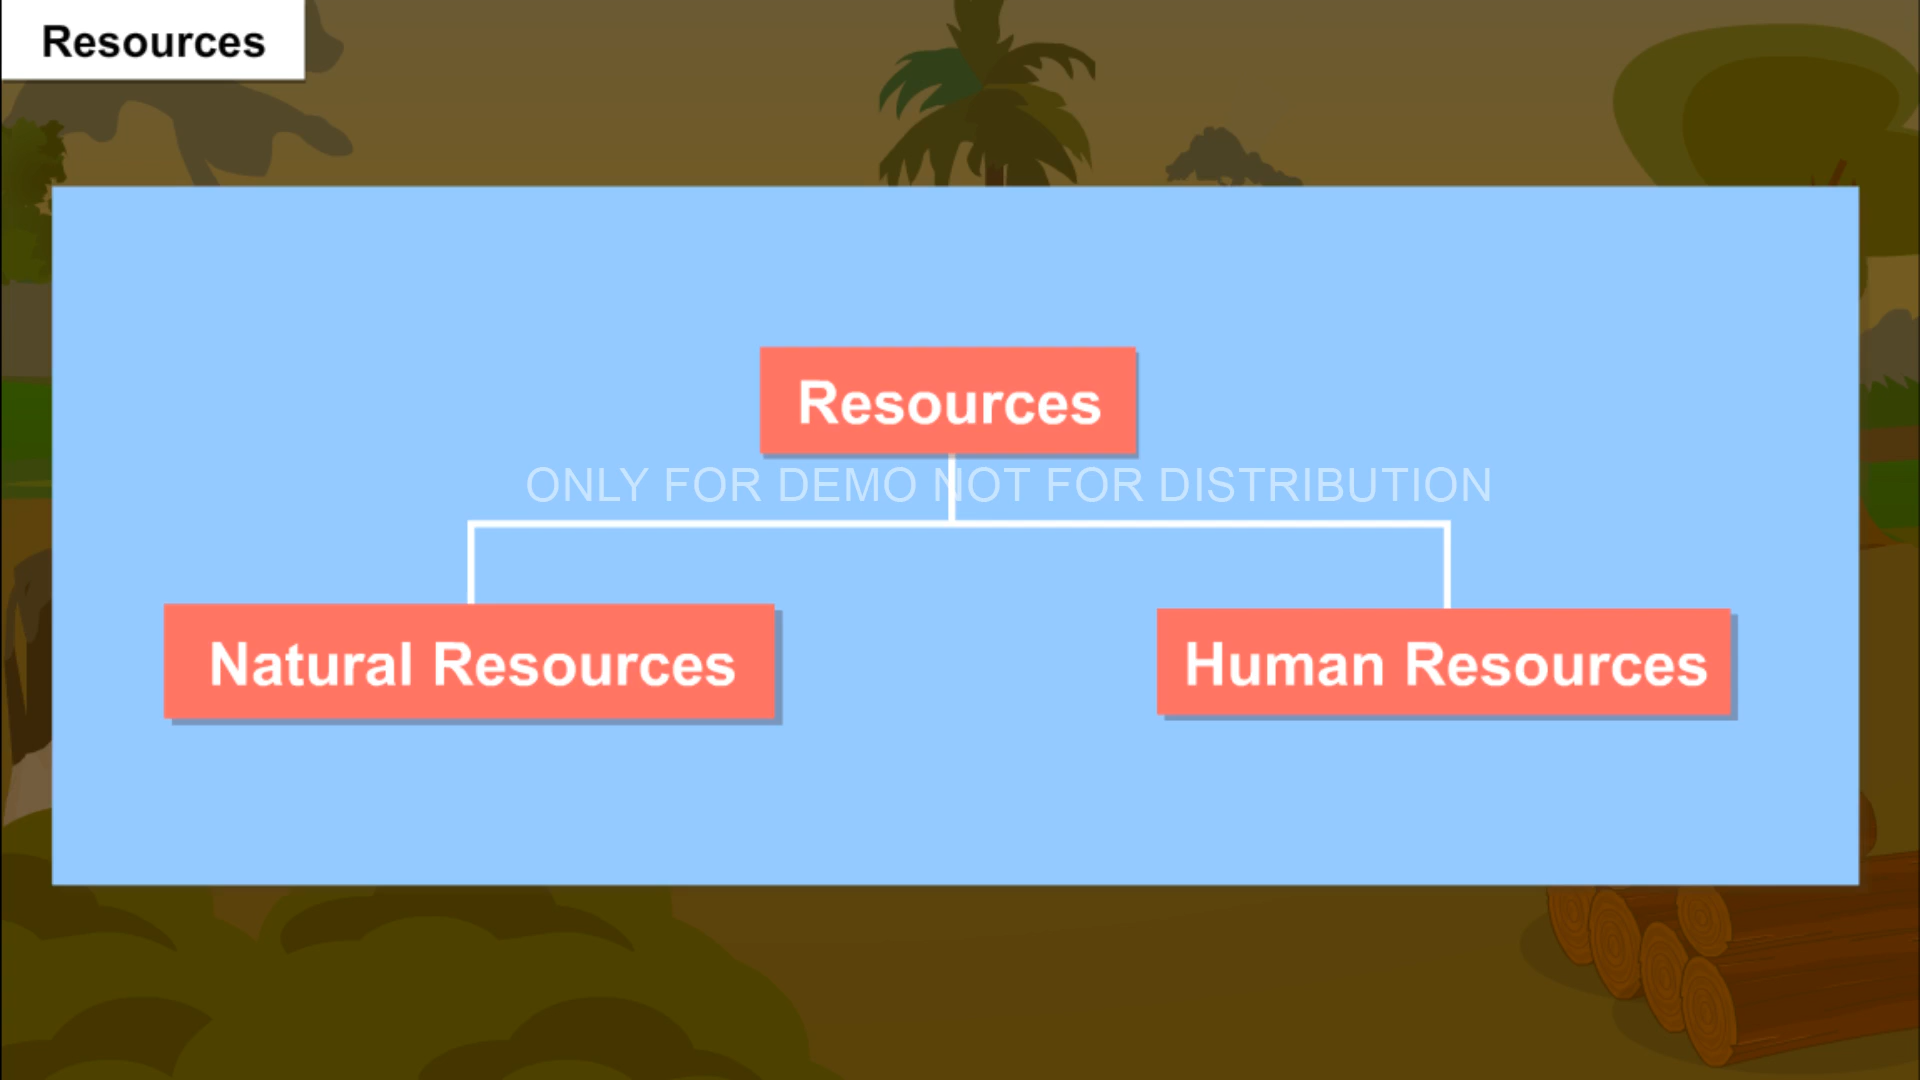 Resources
Resources
ONLY FOR DEMO NOT FOR DISTRIBUTION
Natural Resources
Human Resources